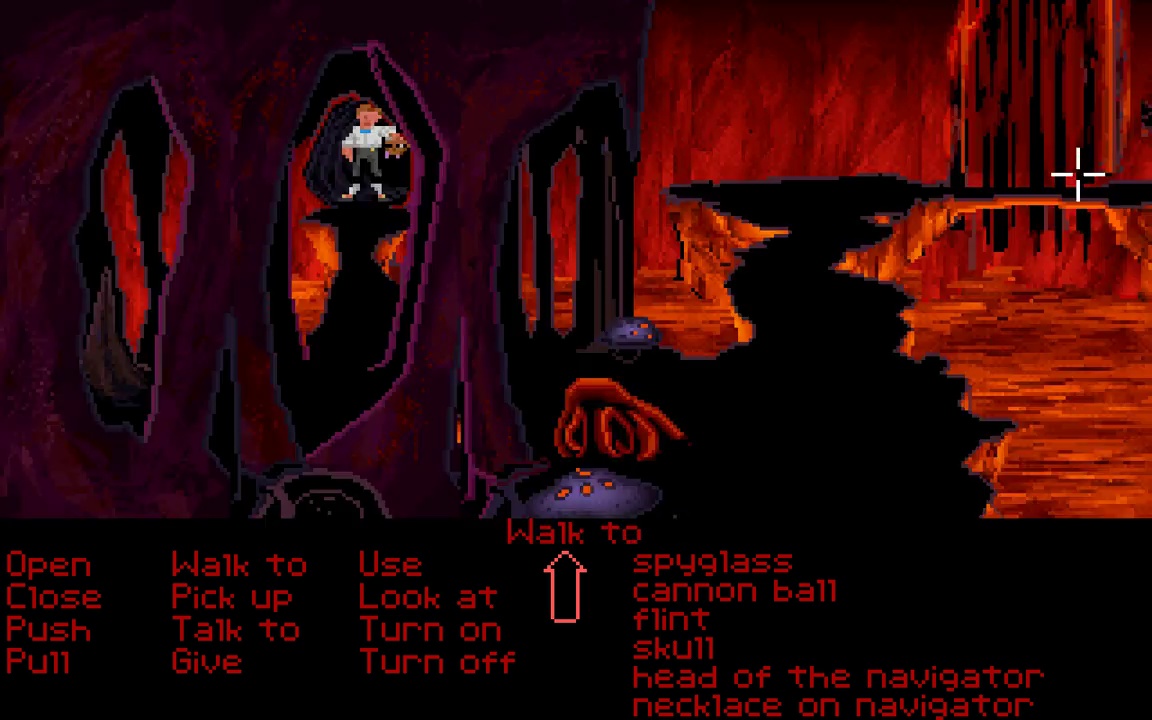 Walk to
Open Walk to Use
Close Pick up Look at
Push Talk to Turn on
Pull Give Turn off
spyglass
cannon ball
flint
skull
head of the navigator
necklace on navigator